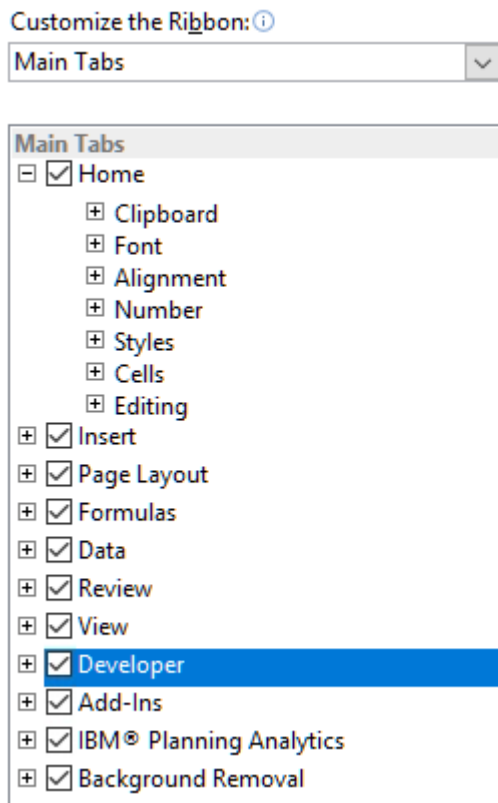 Customize the Ribbon:
Main Tabs
Main Tabs
Home
Clipboard
Font
Alignment
Number
Styles
Cells
Editing
Insert
Page Layout
Formulas
Data
Review
View
Developer
Add-Ins
IBM® Planning Analytics
Background Removal